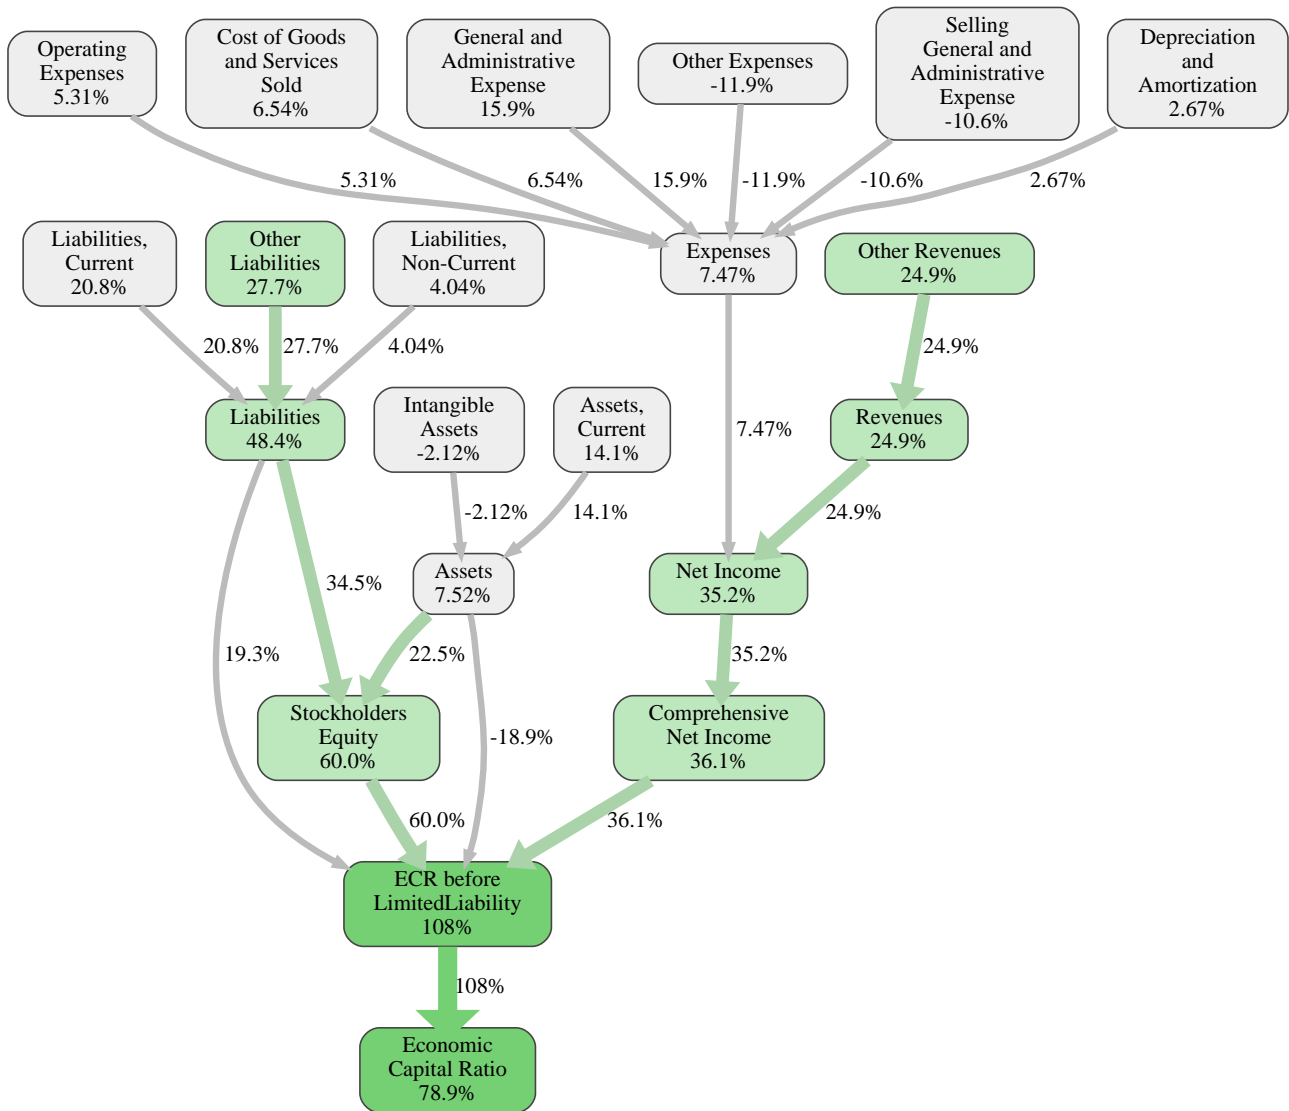 Operating
Expenses
5.31%
Cost of Goods
and Services
Sold
6.54%
General and
Administrative
Expense
15.9%
Other Expenses
-11.9%
Selling
General and
Administrative
Expense
-10.6%
Depreciation
and
Amortization
2.67%
5.31%
6.54%
15.9%
-11.9%
-10.6%
2.67%
Liabilities,
Current
20.8%
Other
Liabilities
27.7%
Liabilities,
Non-Current
4.04%
Expenses
7.47%
Other Revenues
24.9%
20.8%
27.7%
4.04%
24.9%
Liabilities
48.4%
Intangible
Assets
-2.12%
Assets,
Current
14.1%
7.47%
Revenues
24.9%
-2.12%
14.1%
24.9%
Assets
7.52%
Net Income
35.2%
34.5%
19.3%
22.5%
35.2%
Stockholders
Equity
60.0%
-18.9%
Comprehensive
Net Income
36.1%
60.0%
36.1%
ECR before
LimitedLiability
108%
108%
Economic
Capital Ratio
78.9%